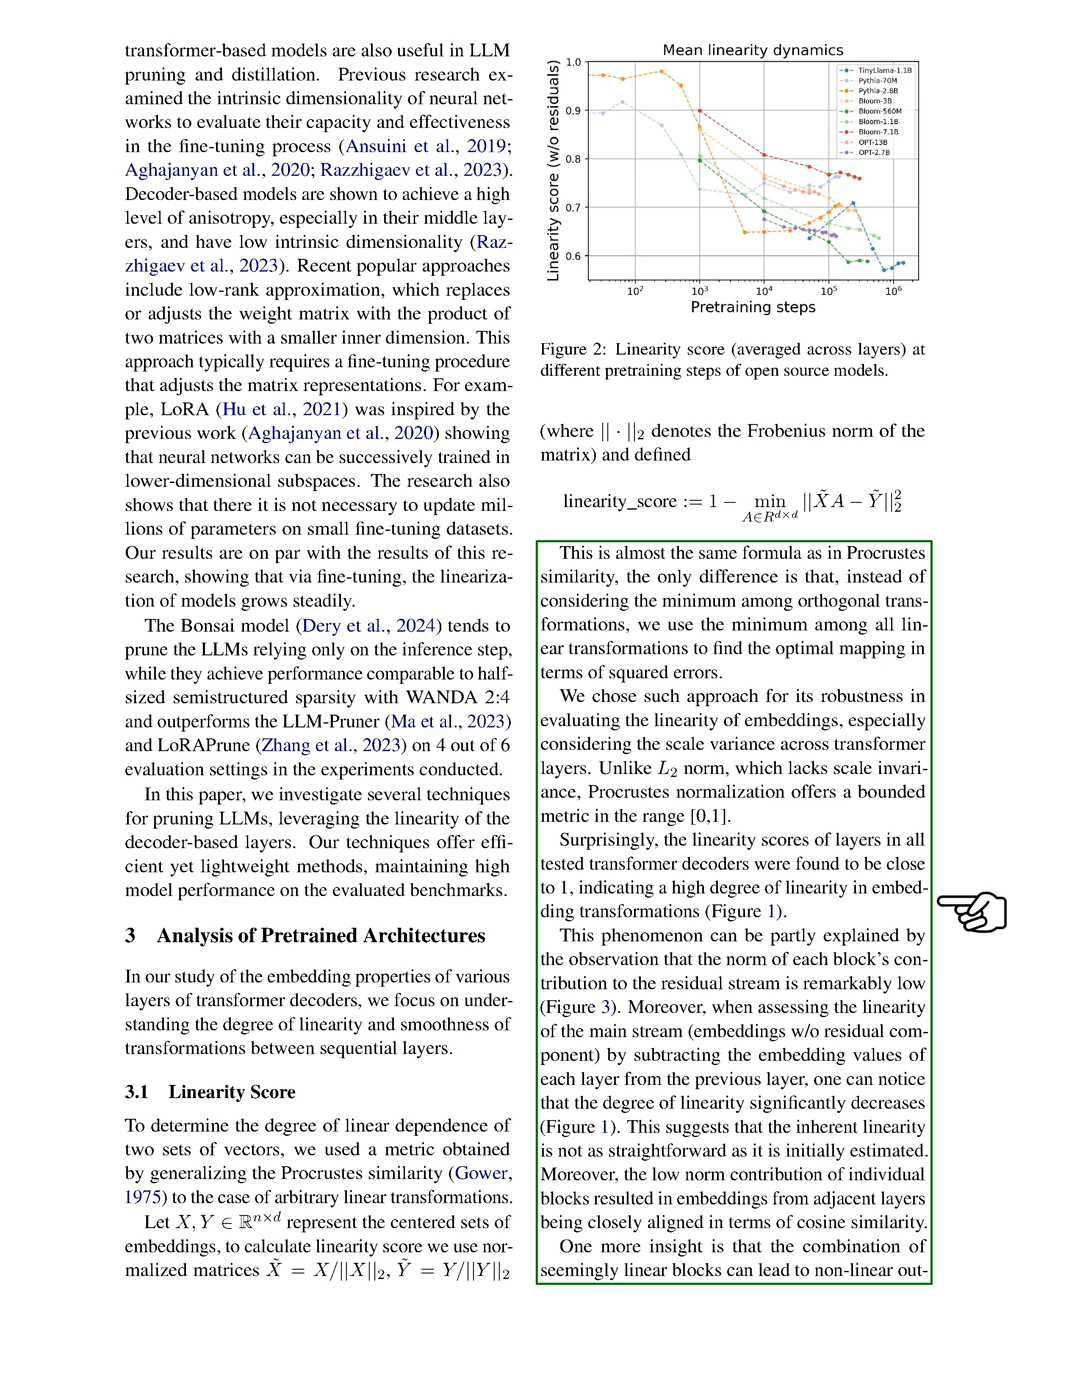 transformer-based models are also useful in LLM
pruning and distillation. Previous research ex-
amined the intrinsic dimensionality of neural net-
works to evaluate their capacity and effectiveness
in the fine-tuning process (Ansuini et al., 2019;
Aghajanyan et al., 2020; Razzhigaev et al., 2023).
Decoder-based models are shown to achieve a high
level of anisotropy, especially in their middle lay-
ers, and have low intrinsic dimensionality (Raz-
zhigaev et al., 2023). Recent popular approaches
include low-rank approximation, which replaces
or adjusts the weight matrix with the product of
two matrices with a smaller inner dimension. This
approach typically requires a fine-tuning procedure
that adjusts the matrix representations. For exam-
ple, LoRA (Hu et al., 2021) was inspired by the
previous work (Aghajanyan et al., 2020) showing
that neural networks can be successively trained in
lower-dimensional subspaces. The research also
shows that there it is not necessary to update mil-
lions of parameters on small fine-tuning datasets.
Our results are on par with the results of this re-
search, showing that via fine-tuning, the lineariza-
tion of models grows steadily.
The Bonsai model (Dery et al., 2024) tends to
prune the LLMs relying only on the inference step,
while they achieve performance comparable to half-
sized semistructured sparsity with WANDA 2:4
and outperforms the LLM-Pruner (Ma et al., 2023)
and LoRAPrune (Zhang et al., 2023) on 4 out of 6
evaluation settings in the experiments conducted.
In this paper, we investigate several techniques
for pruning LLMs, leveraging the linearity of the
decoder-based layers. Our techniques offer effi-
cient yet lightweight methods, maintaining high
model performance on the evaluated benchmarks.
3 Analysis of Pretrained Architectures
In our study of the embedding properties of various
layers of transformer decoders, we focus on under-
standing the degree of linearity and smoothness of
transformations between sequential layers.
3.1 Linearity Score
To determine the degree of linear dependence of
two sets of vectors, we used a metric obtained
by generalizing the Procrustes similarity (Gower,
1975) to the case of arbitrary linear transformations.
Let X, Y ∈ ℝⁿˣᵈ represent the centered sets of
embeddings, to calculate linearity score we use nor-
malized matrices X̃ = X/||X||₂, Ỹ = Y/||Y||₂
Mean linearity dynamics
Linearity score (w/o residuals)
1.0
0.9
0.8
0.7
0.6
TinyLlama-1.1B
Pythia-70M
Pythia-2.8B
Bloom-3B
Bloom-560M
Bloom-1.1B
Bloom-7.1B
OPT-13B
OPT-2.7B
10² 10³ 10⁴ 10⁵ 10⁶
Pretraining steps
Figure 2: Linearity score (averaged across layers) at
different pretraining steps of open source models.
(where || · ||₂ denotes the Frobenius norm of the
matrix) and defined
linearity_score := 1 − min ||X̃A − Ỹ||₂²
A∈Rᵈˣᵈ
This is almost the same formula as in Procrustes
similarity, the only difference is that, instead of
considering the minimum among orthogonal trans-
formations, we use the minimum among all lin-
ear transformations to find the optimal mapping in
terms of squared errors.
We chose such approach for its robustness in
evaluating the linearity of embeddings, especially
considering the scale variance across transformer
layers. Unlike L₂ norm, which lacks scale invari-
ance, Procrustes normalization offers a bounded
metric in the range [0,1].
Surprisingly, the linearity scores of layers in all
tested transformer decoders were found to be close
to 1, indicating a high degree of linearity in embed-
ding transformations (Figure 1).
This phenomenon can be partly explained by
the observation that the norm of each block's con-
tribution to the residual stream is remarkably low
(Figure 3). Moreover, when assessing the linearity
of the main stream (embeddings w/o residual com-
ponent) by subtracting the embedding values of
each layer from the previous layer, one can notice
that the degree of linearity significantly decreases
(Figure 1). This suggests that the inherent linearity
is not as straightforward as it is initially estimated.
Moreover, the low norm contribution of individual
blocks resulted in embeddings from adjacent layers
being closely aligned in terms of cosine similarity.
One more insight is that the combination of
seemingly linear blocks can lead to non-linear out-